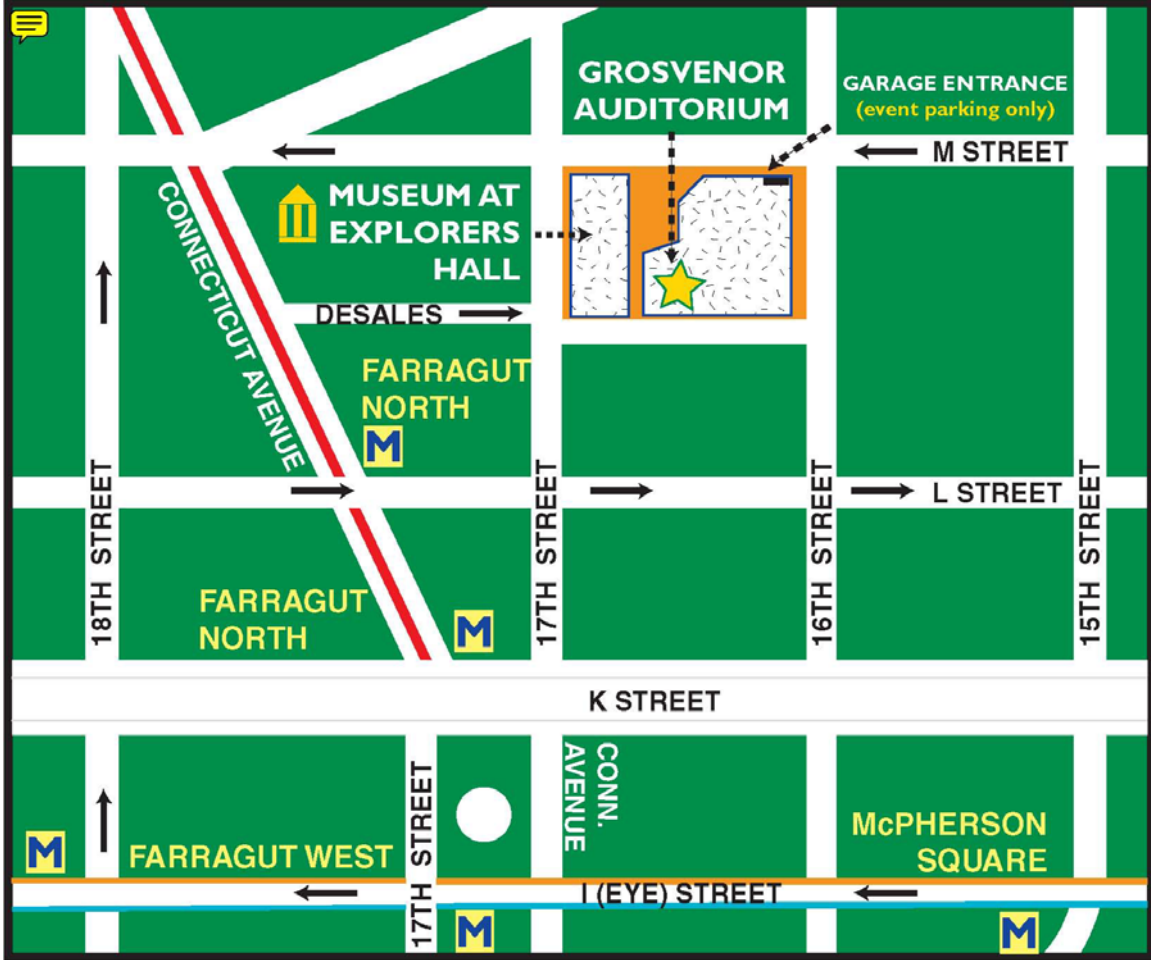 GROSVENOR
AUDITORIUM
GARAGE ENTRANCE
(event parking only)
M STREET
MUSEUM AT
EXPLORERS
HALL
CONNECTICUT AVENUE
DESALES
FARRAGUT
NORTH
M
L STREET
18TH STREET
17TH STREET
16TH STREET
15TH STREET
FARRAGUT
NORTH
M
K STREET
CONN.
AVENUE
17TH STREET
McPHERSON
SQUARE
M
FARRAGUT WEST
I (EYE) STREET
M
M